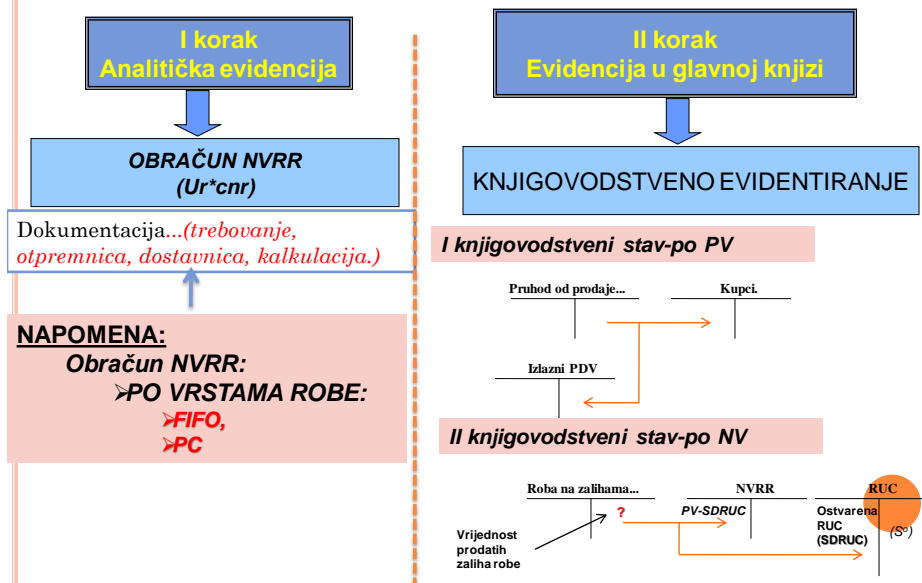 I korak
Analitička evidencija
OBRAČUN NVRR
(Ur*cnr)
Dokumentacija...(trebovanje,
otpremnica, dostavnica, kalkulacija.)
NAPOMENA:
Obračun NVRR:
➢PO VRSTAMA ROBE:
➢FIFO,
➢PC
II korak
Evidencija u glavnoj knjizi
KNJIGOVODSTVENO EVIDENTIRANJE
I knjigovodstveni stav-po PV
Pruhod od prodaje...
Kupci.
Izlazni PDV
II knjigovodstveni stav-po NV
Roba na zalihama...
NVRR
RUC
?
PV-SDRUC
Ostvarena
RUC
(SDRUC)
(Sº)
Vrijednost
prodatih
zaliha robe